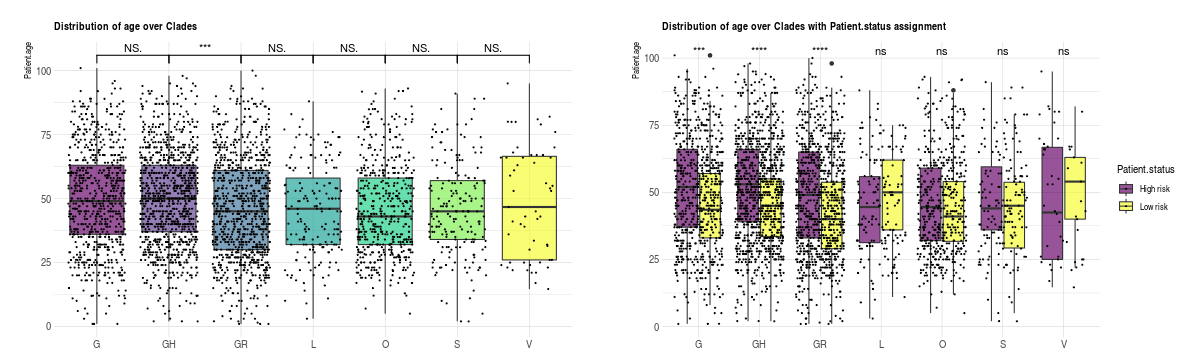 Distribution of age over Clades
Patient.age
NS.
***
NS.
NS.
NS.
NS.
100
75
50
25
0
G
GH
GR
L
O
S
V
Distribution of age over Clades with Patient.status assignment
Patient.age
***
****
****
ns
ns
ns
ns
100
75
50
25
0
G
GH
GR
L
O
S
V
Patient.status
High risk
Low risk